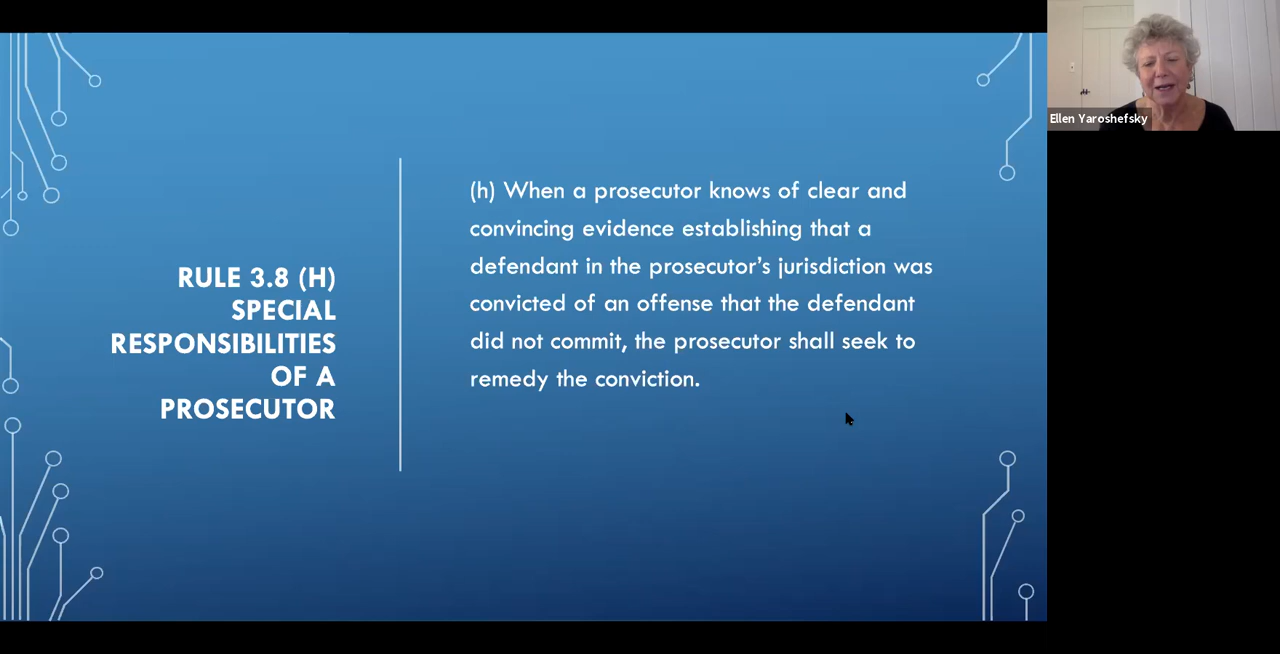 RULE 3.8 (H)
SPECIAL
RESPONSIBILITIES
OF A
PROSECUTOR
(h) When a prosecutor knows of clear and
convincing evidence establishing that a
defendant in the prosecutor’s jurisdiction was
convicted of an offense that the defendant
did not commit, the prosecutor shall seek to
remedy the conviction.
Ellen Yaroshefsky